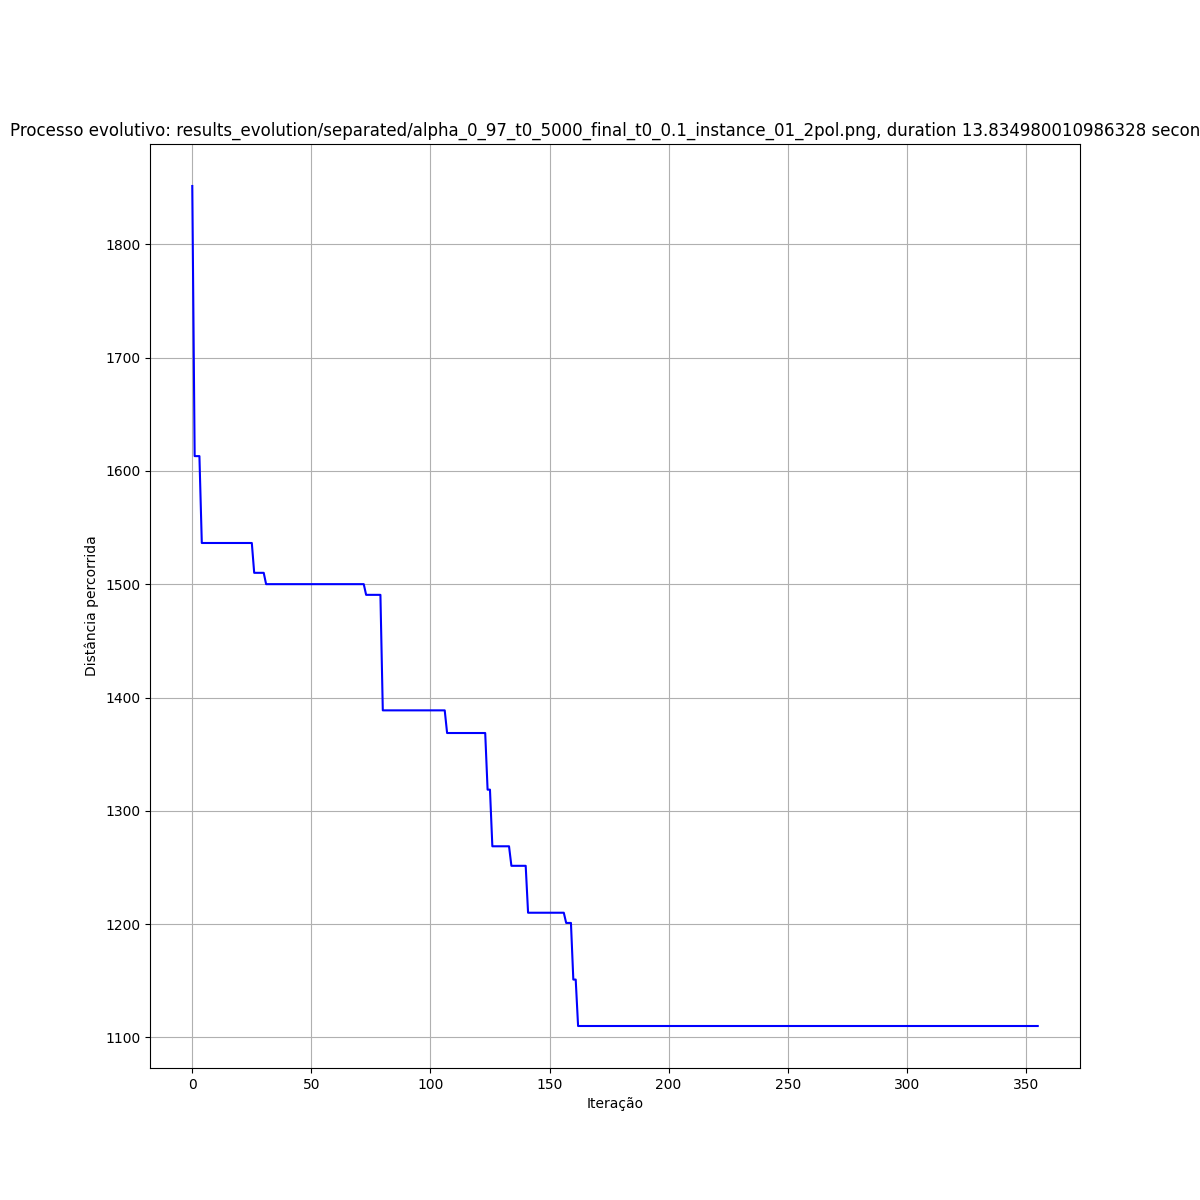 Processo evolutivo: results_evolution/separated/alpha_0_97_t0_5000_final_t0_0.1_instance_01_2pol.png, duration 13.834980010986328 secon
1800
1700
1600
1500
1400
1300
1200
1100
Distância percorrida
0 50 100 150 200 250 300 350
Iteração